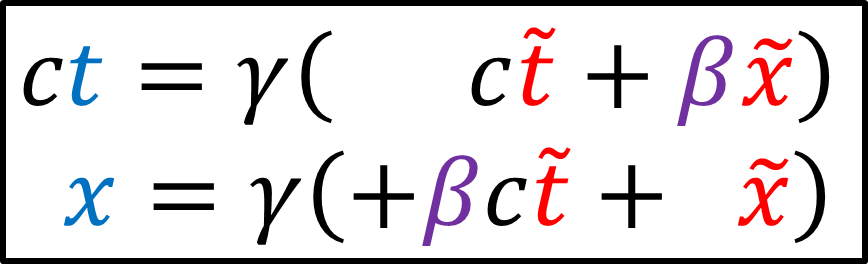 𝑐𝑡 = 𝛾( 𝑐𝑡̃ + 𝛽𝑥̃)
𝑥 = 𝛾(+𝛽𝑐𝑡̃ + 𝑥̃)